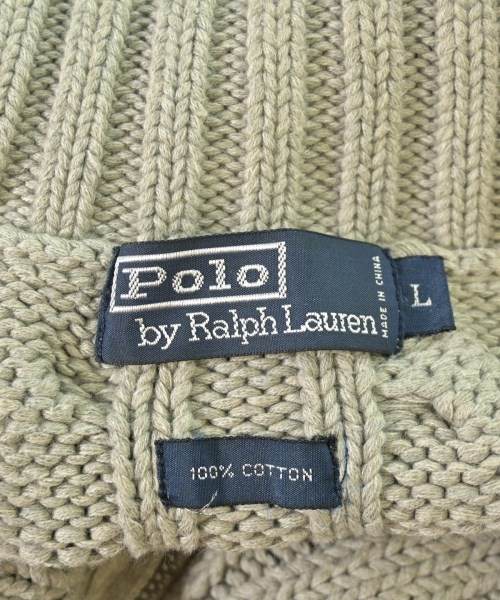 Polo
by Ralph Lauren
MADE IN CHINA
L
100% COTTON